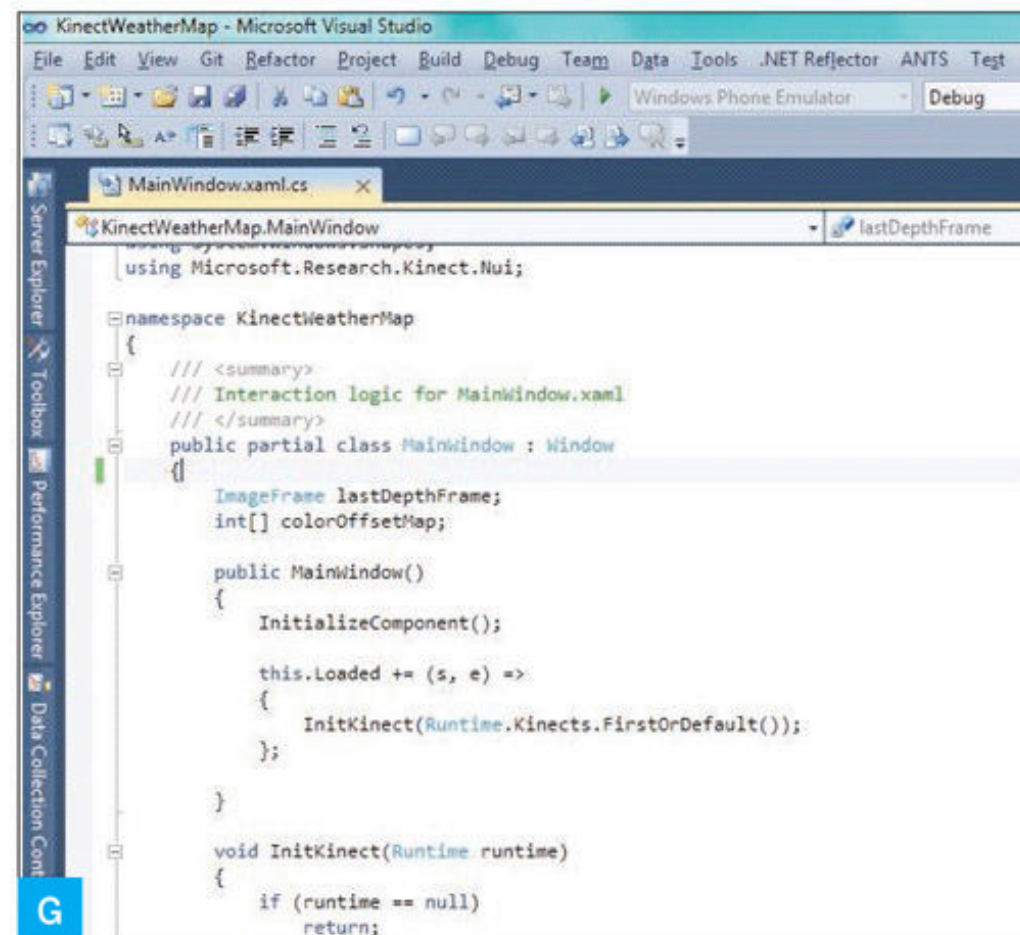 KinectWeatherMap - Microsoft Visual Studio
File Edit View Git Refactor Project Build Debug Team Data Tools .NET Reflector ANTS Test
Windows Phone Emulator Debug
MainWindow.xaml.cs
KinectWeatherMap.MainWindow lastDepthFrame
using System.Windows.Shapes;
using Microsoft.Research.Kinect.Nui;
namespace KinectWeatherMap
{
/// <summary>
/// Interaction logic for MainWindow.xaml
/// </summary>
public partial class MainWindow : Window
{
ImageFrame lastDepthFrame;
int[] colorOffsetMap;
public MainWindow()
{
InitializeComponent();
this.Loaded += (s, e) =>
{
InitKinect(Runtime.Kinects.FirstOrDefault());
};
}
void InitKinect(Runtime runtime)
{
if (runtime == null)
return;
Server Explorer
Toolbox
Performance Explorer
Data Collection Cont
G